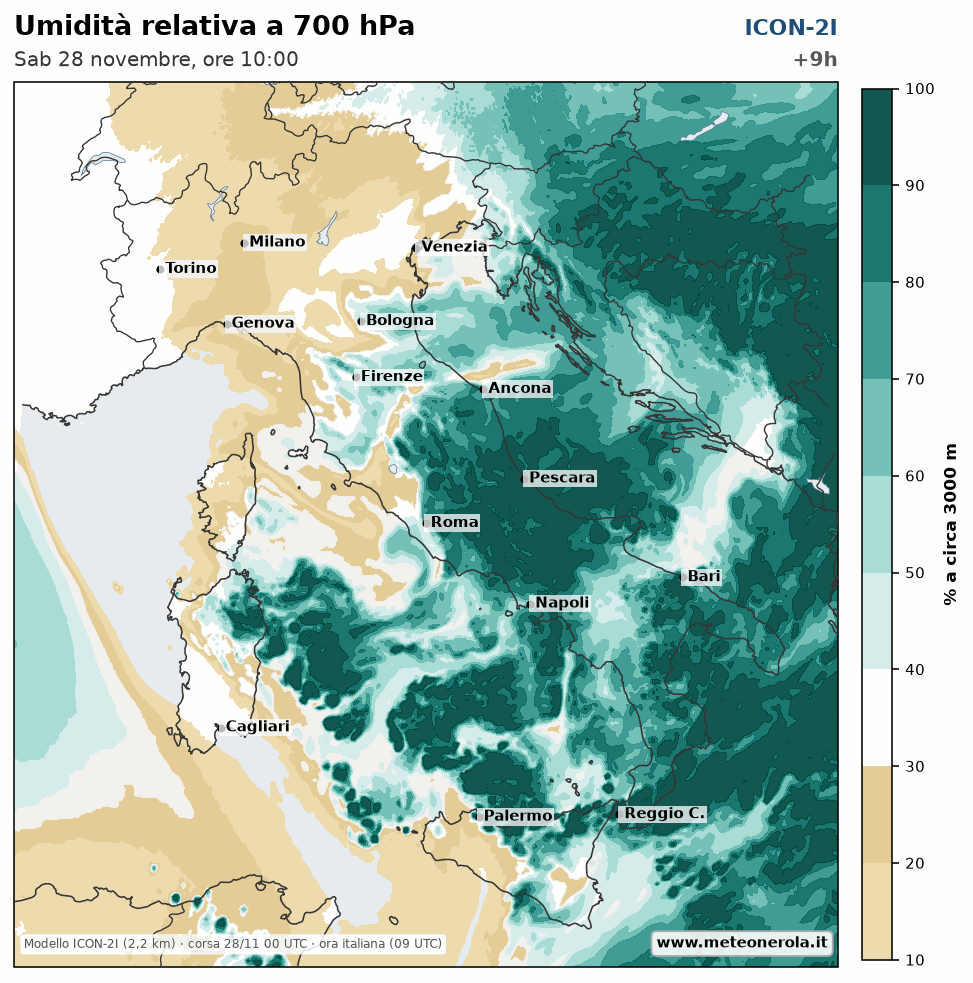 Umidità relativa a 700 hPa
ICON-2I
Sab 28 novembre, ore 10:00
+9h
100
90
80
70
60
50
40
30
20
10
% a circa 3000 m
Milano
Venezia
Torino
Genova
Bologna
Firenze
Ancona
Pescara
Roma
Bari
Napoli
Cagliari
Palermo
Reggio C.
Modello ICON-2I (2,2 km) · corsa 28/11 00 UTC · ora italiana (09 UTC)
www.meteonerola.it